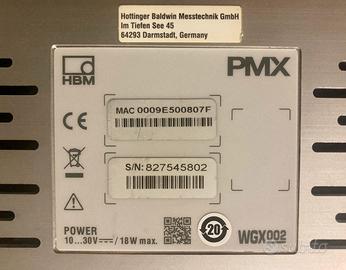 Hottinger Baldwin Messtechnik GmbH
Im Tiefen See 45
64293 Darmstadt, Germany
HBM
PMX
MAC 0009E500807F
CE
S/N: 827545802
POWER
10...30V⎓/18W max.
20
WGX002
subito